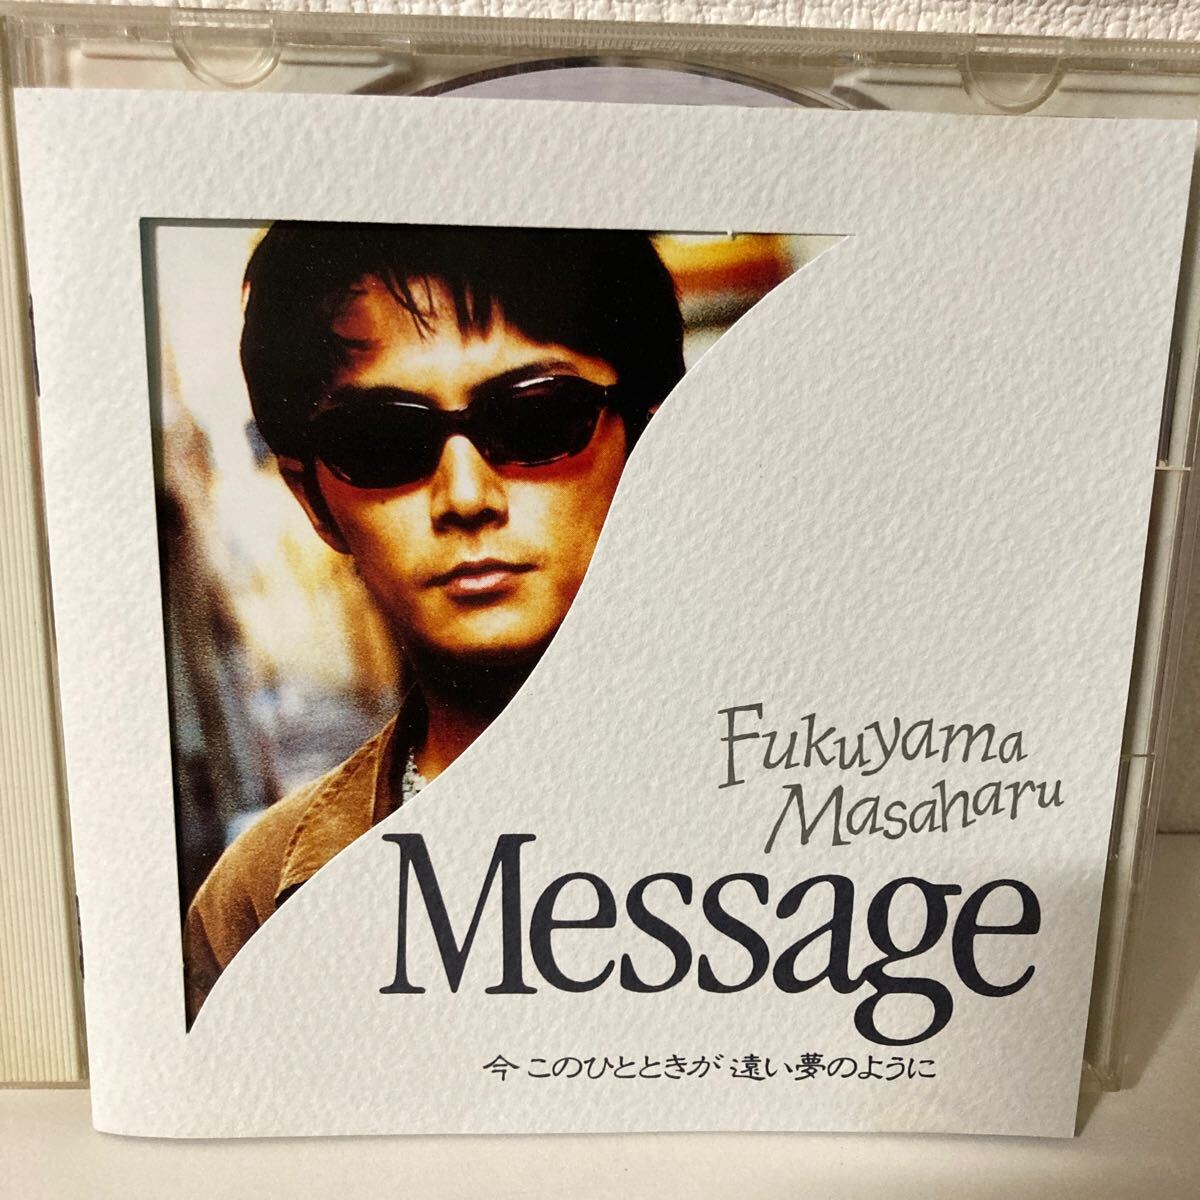 Fukuyama
Masaharu
Message
今 このひとときが 遠い夢のように